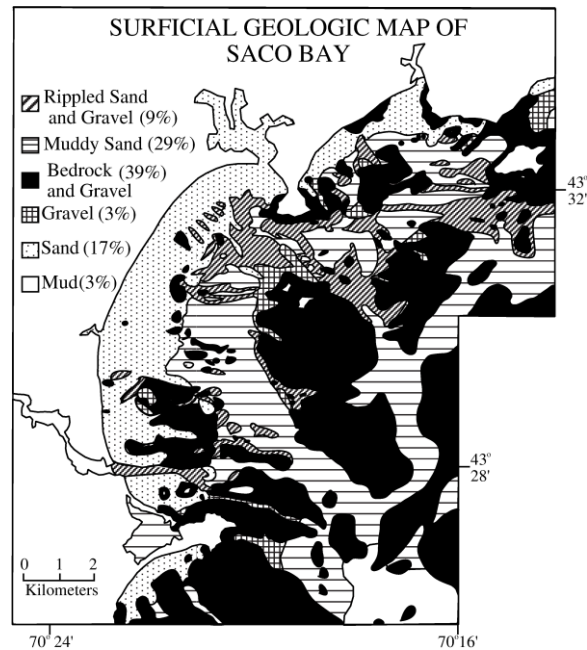 SURFICIAL GEOLOGIC MAP OF
SACO BAY
Rippled Sand
and Gravel (9%)
Muddy Sand (29%)
Bedrock (39%)
and Gravel
Gravel (3%)
Sand (17%)
Mud (3%)
43°
32'
43°
28'
0 1 2
Kilometers
70° 24'
70° 16'